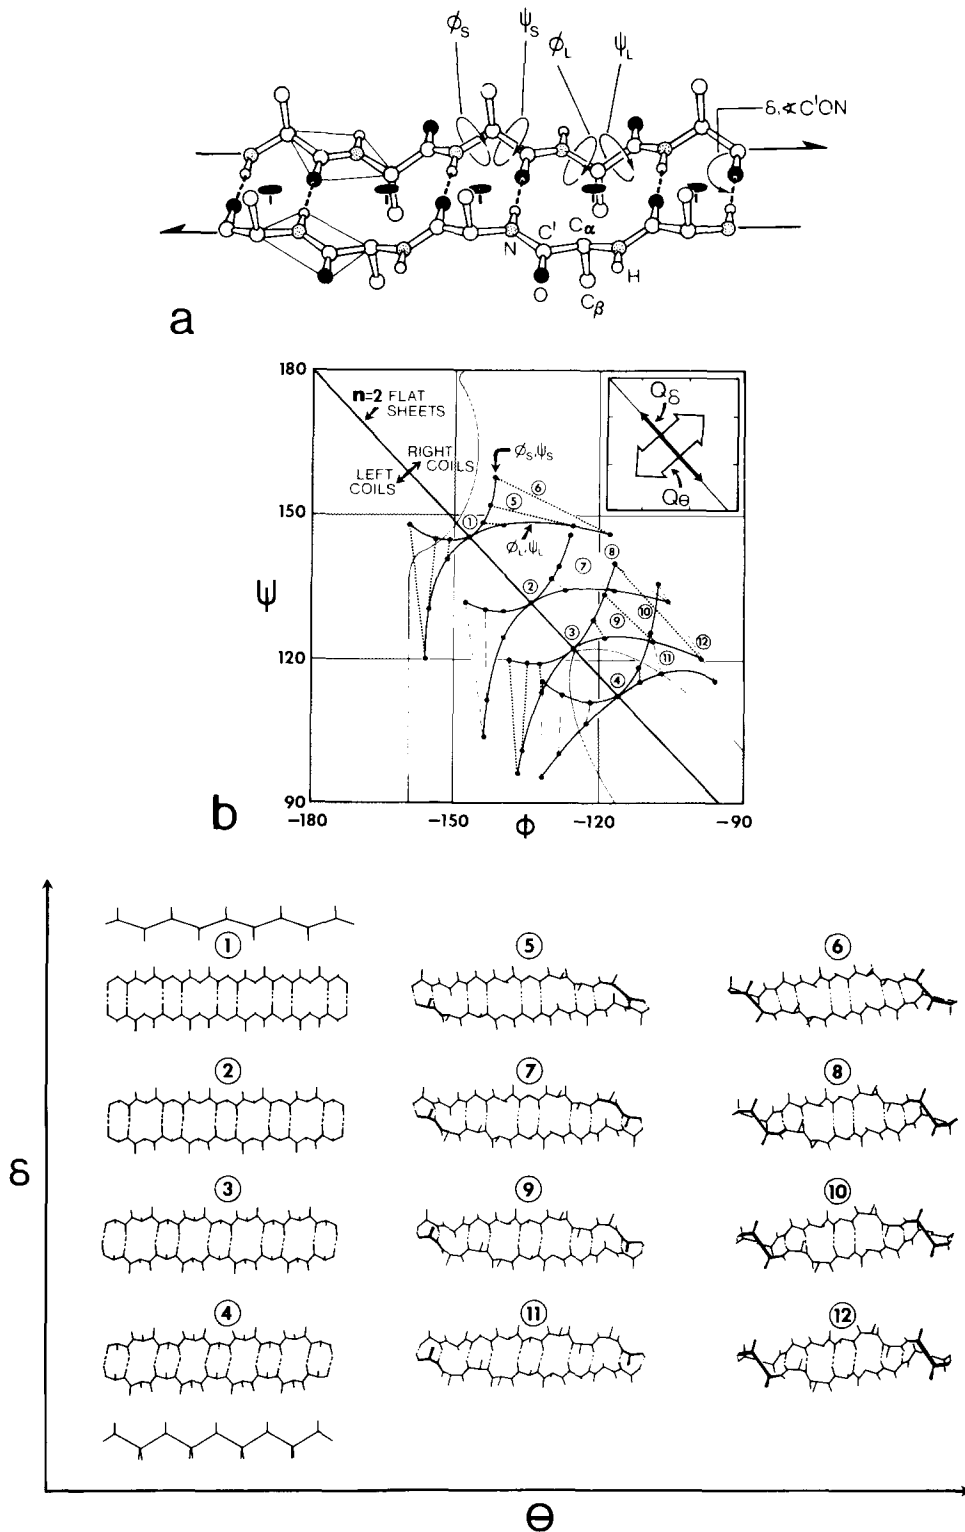 ϕS ψS ϕL ψL
δ,∢C'ON
C' Cα
N
H
O
Cβ
a
180
n=2 FLAT
SHEETS
Qδ
RIGHT
COILS
LEFT
COILS
ϕS,ψS
⑥
⑤
Qθ
150
①
ϕL,ψL
⑧
⑦
ψ
②
⑩
⑨
③
⑫
120
⑪
④
b
90
-180 -150 ϕ -120 -90
① ⑤ ⑥
② ⑦ ⑧
δ
③ ⑨ ⑩
④ ⑪ ⑫
Θ